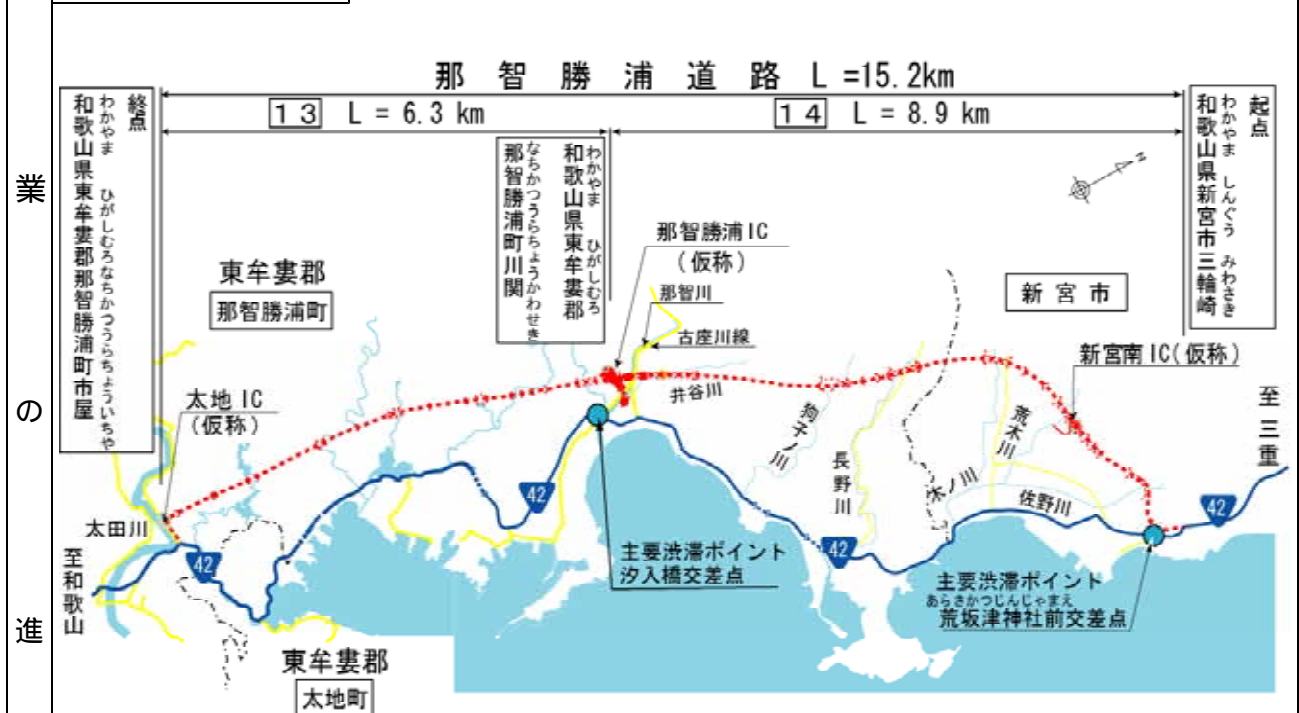 那智勝浦道路 L=15.2km
13 L = 6.3 km
14 L = 8.9 km
起点
わかやま しんぐう みわさき
和歌山県新宮市三輪崎
終点
わかやま ひがしむろなちかつうらちょういちや
和歌山県東牟婁郡那智勝浦町市屋
わかやま ひがしむろ
和歌山県東牟婁郡
なちかつうらちょうかわせき
那智勝浦町川関
N
業
の
進
東牟婁郡
那智勝浦町
那智勝浦IC
(仮称)
那智川
古座川線
新宮市
新宮南IC(仮称)
太地IC
(仮称)
井谷川
狗子ノ川
長野川
木ノ川
荒木川
佐野川
至三重
太田川
至和歌山
42
42
42
42
主要渋滞ポイント
汐入橋交差点
主要渋滞ポイント
あらさかつじんじゃまえ
荒坂津神社前交差点
東牟婁郡
太地町